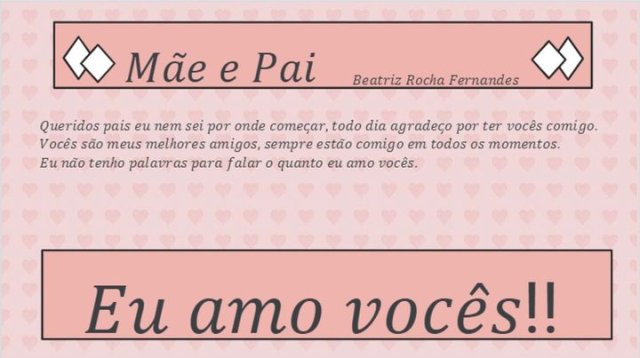 Mãe e Pai Beatriz Rocha Fernandes
Queridos pais eu nem sei por onde começar, todo dia agradeço por ter vocês comigo.
Vocês são meus melhores amigos, sempre estão comigo em todos os momentos.
Eu não tenho palavras para falar o quanto eu amo vocês.
Eu amo vocês!!